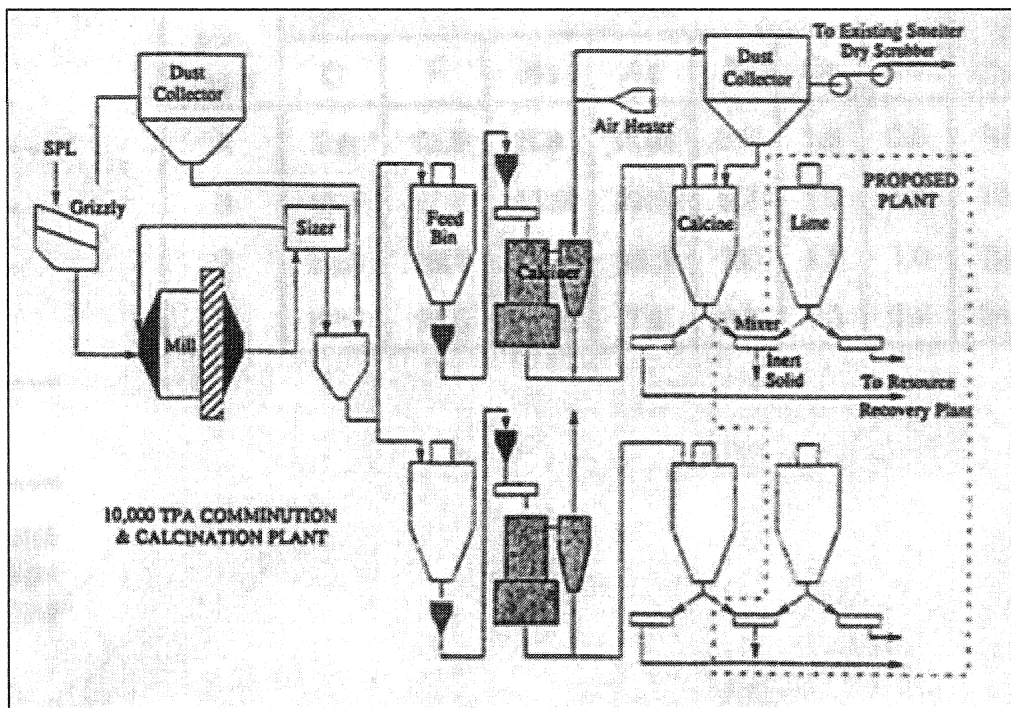 To Existing Smelter
Dry Scrubber
Dust
Collector
Dust
Collector
Air Heater
SPL
Grizzly
PROPOSED
PLANT
Sizer
Feed
Bin
Calcine
Lime
Calciner
Mill
Mixer
Inert
Solid
To Resource
Recovery Plant
10,000 TPA COMMINUTION
& CALCINATION PLANT